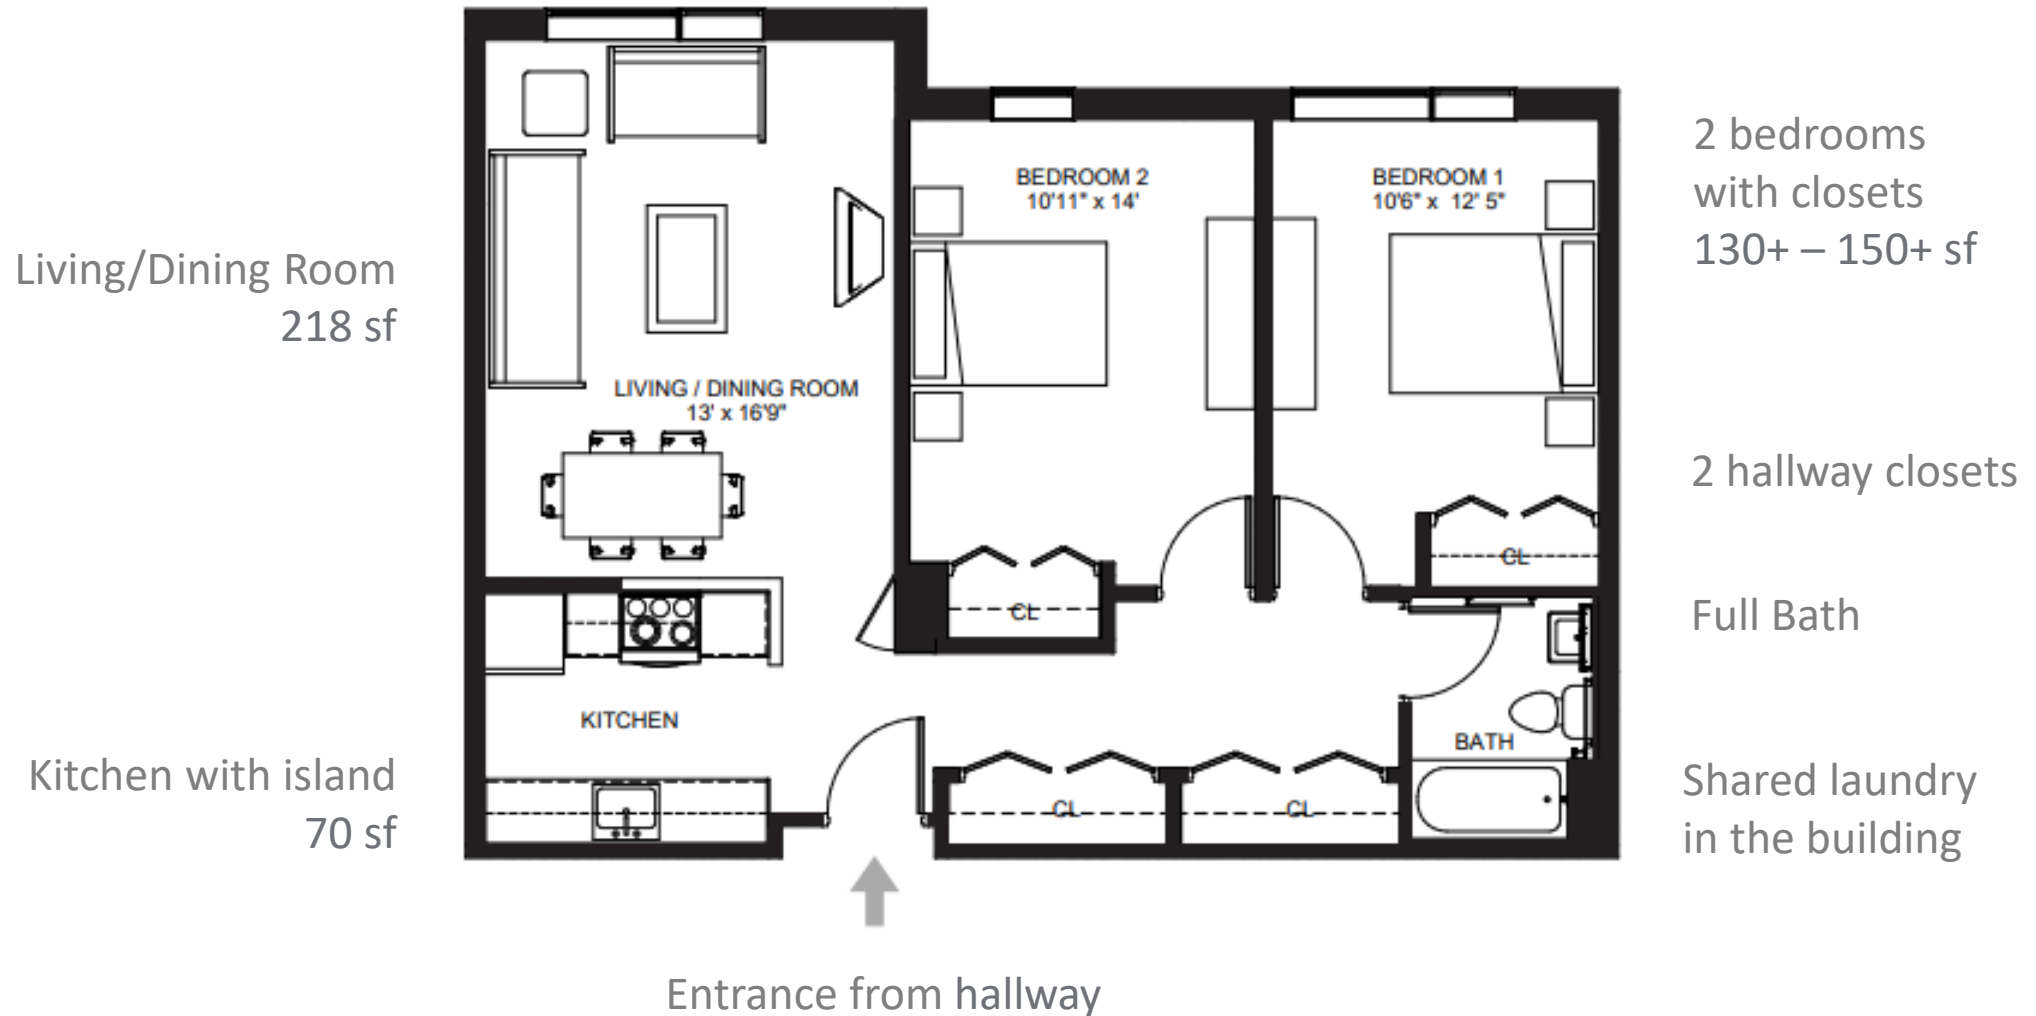 Living/Dining Room
218 sf
Kitchen with island
70 sf
BEDROOM 2
10'11" x 14'
BEDROOM 1
10'6" x 12' 5"
LIVING / DINING ROOM
13' x 16'9"
CL
CL
KITCHEN
BATH
CL
CL
2 bedrooms
with closets
130+ – 150+ sf
2 hallway closets
Full Bath
Shared laundry
in the building
Entrance from hallway